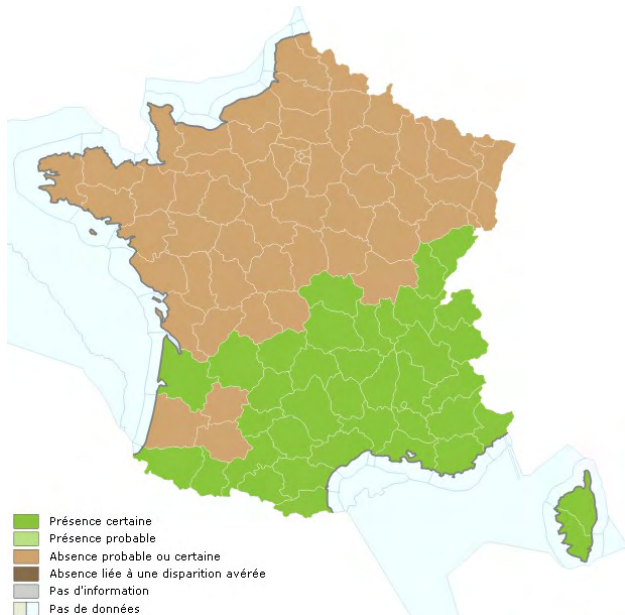 Présence certaine
Présence probable
Absence probable ou certaine
Absence liée à une disparition avérée
Pas d'information
Pas de données